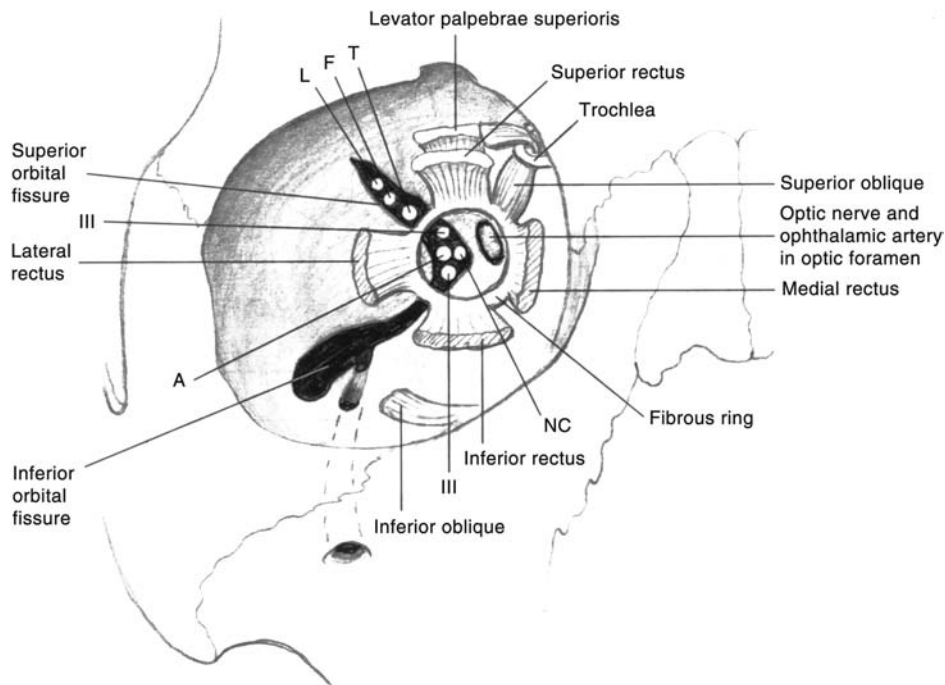 Levator palpebrae superioris
T
F
L
Superior rectus
Trochlea
Superior
orbital
fissure
Superior oblique
III
Optic nerve and
ophthalamic artery
in optic foramen
Lateral
rectus
Medial rectus
A
Fibrous ring
NC
Inferior rectus
III
Inferior
orbital
fissure
Inferior oblique